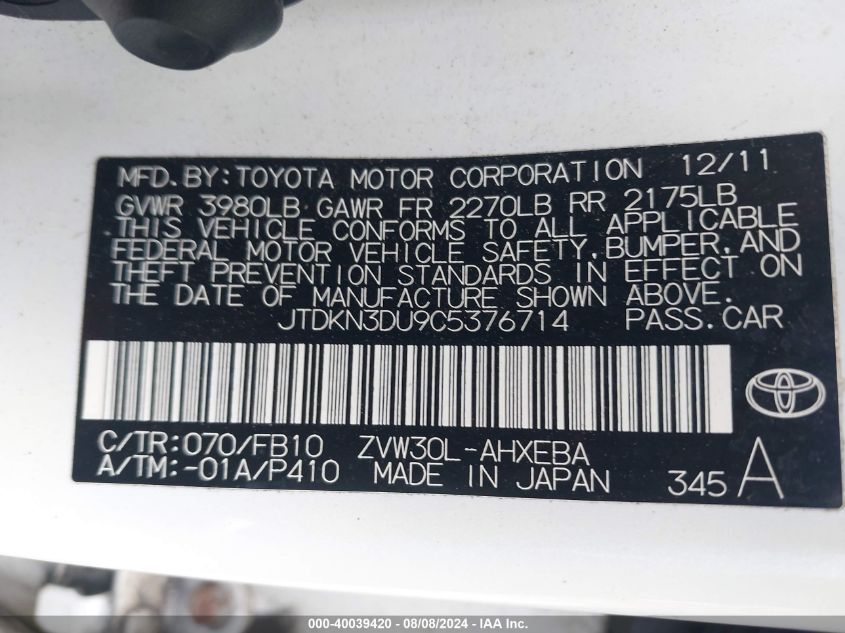 MFD.BY:TOYOTA MOTOR CORPORATION 12/11
GVWR 3980LB GAWR FR 2270LB RR 2175LB
THIS VEHICLE CONFORMS TO ALL APPLICABLE
FEDERAL MOTOR VEHICLE SAFETY,BUMPER,AND
THEFT PREVENTION STANDARDS IN EFFECT ON
THE DATE OF MANUFACTURE SHOWN ABOVE.
JTDKN3DU9C5376714 PASS.CAR
C/TR:070/FB10 ZVW30L-AHXEBA
A/TM:-01A/P410 MADE IN JAPAN 345 A
000-40039420 - 08/08/2024 - IAA Inc.